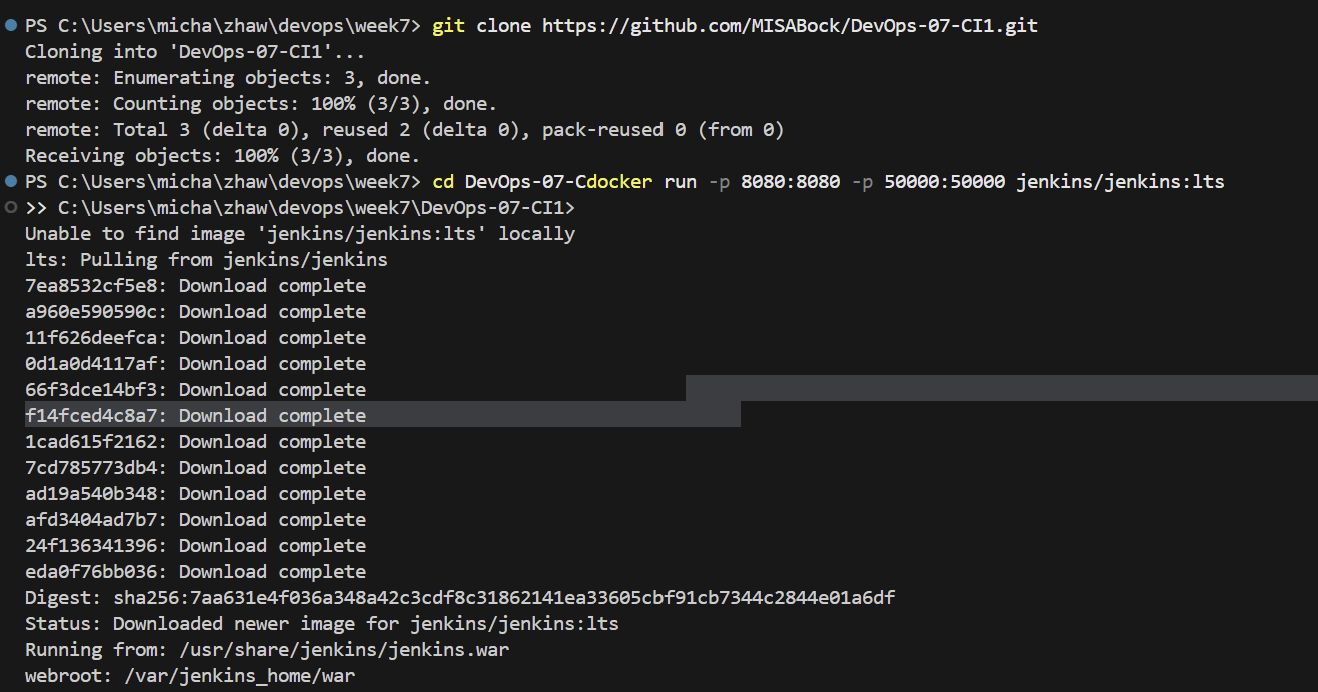 PS C:\Users\micha\zhaw\devops\week7> git clone https://github.com/MISABock/DevOps-07-CI1.git
Cloning into 'DevOps-07-CI1'...
remote: Enumerating objects: 3, done.
remote: Counting objects: 100% (3/3), done.
remote: Total 3 (delta 0), reused 2 (delta 0), pack-reused 0 (from 0)
Receiving objects: 100% (3/3), done.
PS C:\Users\micha\zhaw\devops\week7> cd DevOps-07-Cdocker run -p 8080:8080 -p 50000:50000 jenkins/jenkins:lts
>> C:\Users\micha\zhaw\devops\week7\DevOps-07-CI1>
Unable to find image 'jenkins/jenkins:lts' locally
lts: Pulling from jenkins/jenkins
7ea8532cf5e8: Download complete
a960e590590c: Download complete
11f626deefca: Download complete
0d1a0d4117af: Download complete
66f3dce14bf3: Download complete
f14fced4c8a7: Download complete
1cad615f2162: Download complete
7cd785773db4: Download complete
ad19a540b348: Download complete
afd3404ad7b7: Download complete
24f136341396: Download complete
eda0f76bb036: Download complete
Digest: sha256:7aa631e4f036a348a42c3cdf8c31862141ea33605cbf91cb7344c2844e01a6df
Status: Downloaded newer image for jenkins/jenkins:lts
Running from: /usr/share/jenkins/jenkins.war
webroot: /var/jenkins_home/war